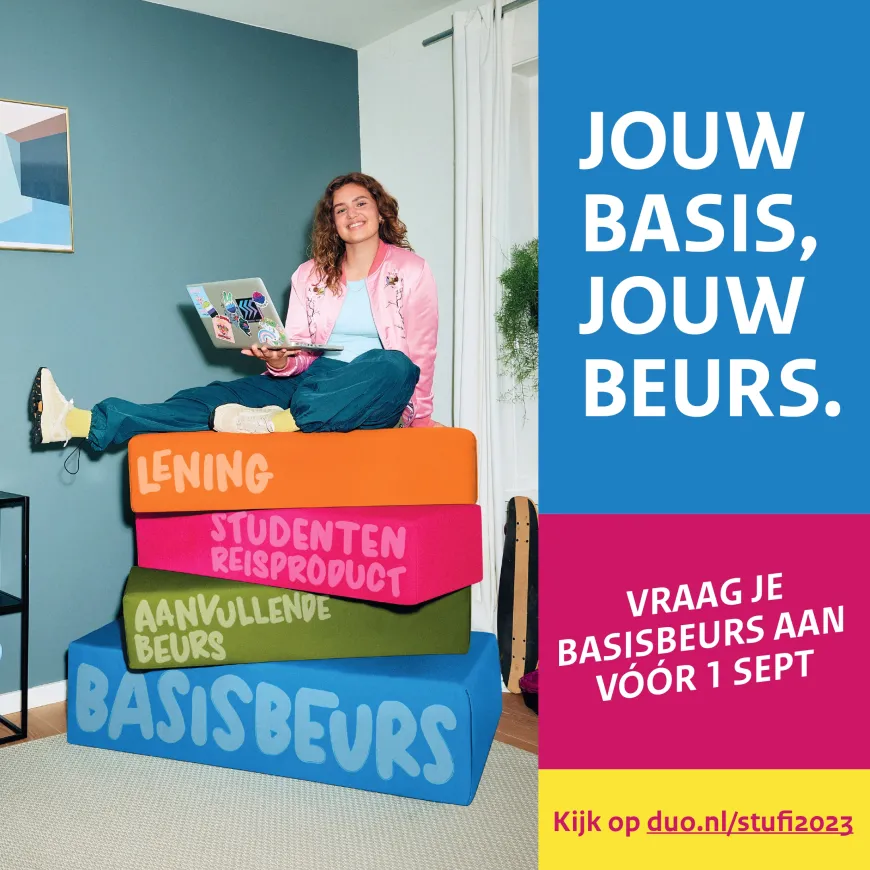 JOUW
BASIS,
JOUW
BEURS.
LENING
STUDENTEN
REISPRODUCT
AANVULLENDE
BEURS
BASISBEURS
VRAAG JE
BASISBEURS AAN
VÓÓR 1 SEPT
Kijk op duo.nl/stufi2023